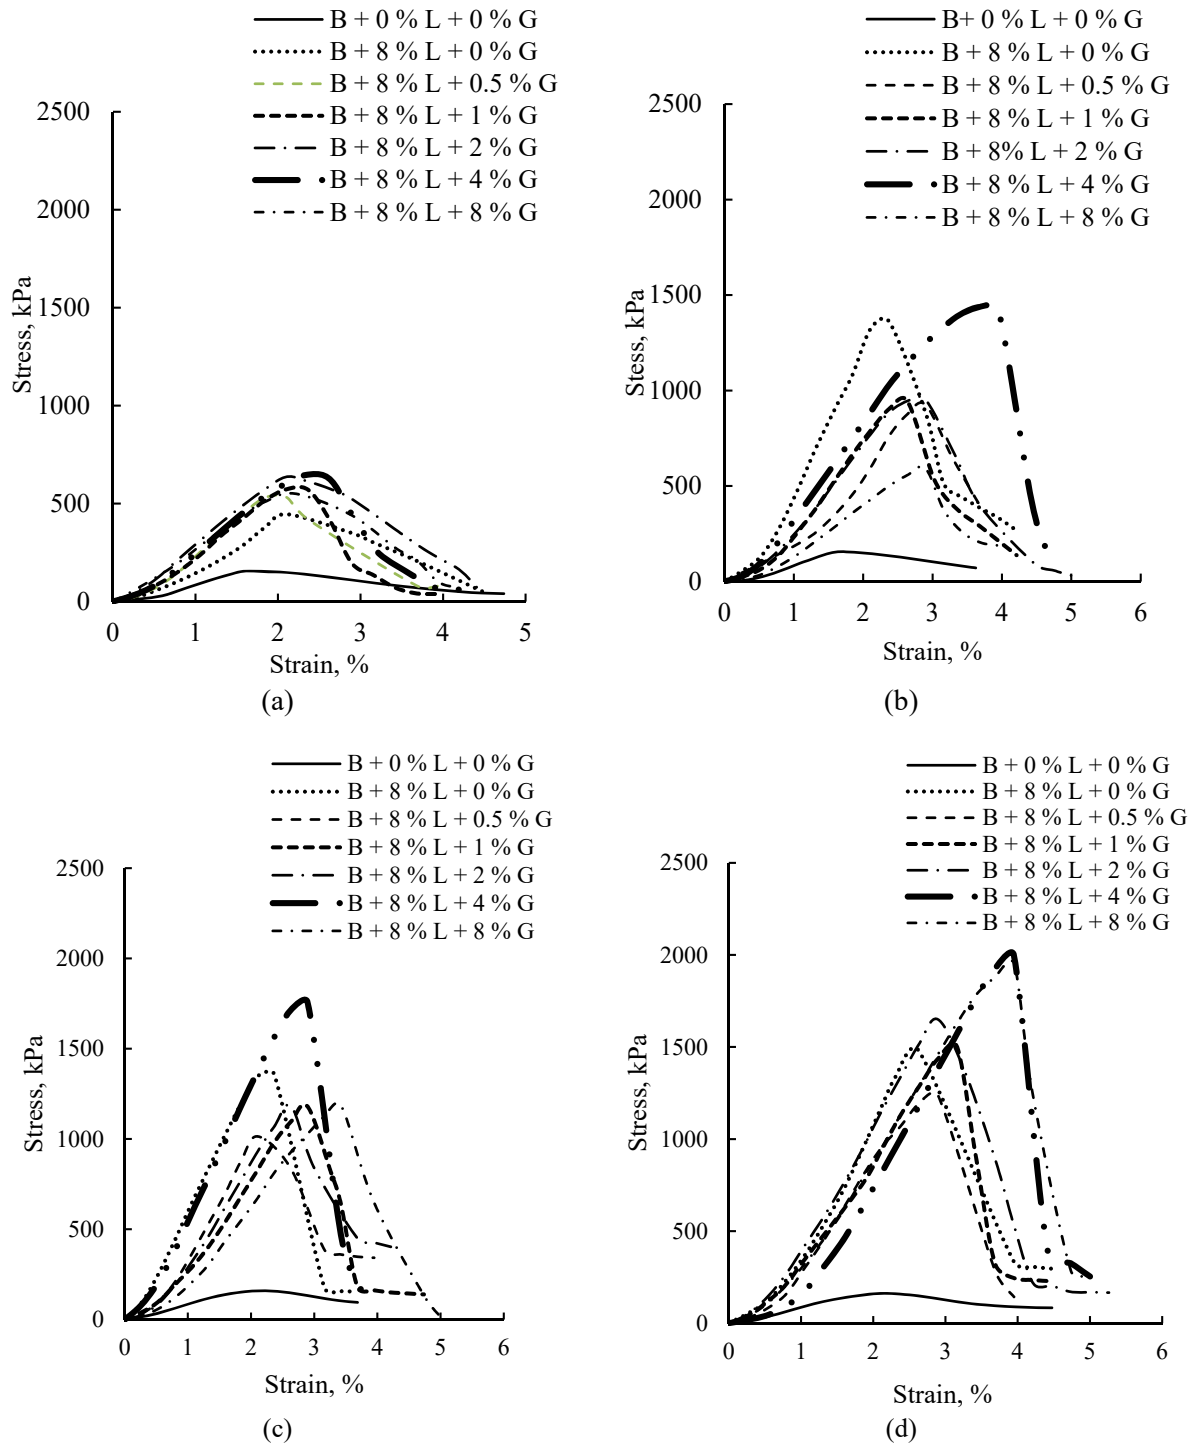 B + 0 % L + 0 % G
B + 8 % L + 0 % G
B + 8 % L + 0.5 % G
B + 8 % L + 1 % G
B + 8 % L + 2 % G
B + 8 % L + 4 % G
B + 8 % L + 8 % G
2500
2000
1500
1000
500
0
Stress, kPa
0 1 2 3 4 5
Strain, %
(a)
B+ 0 % L + 0 % G
B + 8 % L + 0 % G
B + 8 % L + 0.5 % G
B + 8 % L + 1 % G
B + 8% L + 2 % G
B + 8 % L + 4 % G
B + 8 % L + 8 % G
2500
2000
1500
1000
500
0
Stess, kPa
0 1 2 3 4 5 6
Strain, %
(b)
B + 0 % L + 0 % G
B + 8 % L + 0 % G
B + 8 % L + 0.5 % G
B + 8 % L + 1 % G
B + 8 % L + 2 % G
B + 8 % L + 4 % G
B + 8 % L + 8 % G
2500
2000
1500
1000
500
0
Stress, kPa
0 1 2 3 4 5 6
Strain, %
(c)
B + 0 % L + 0 % G
B + 8 % L + 0 % G
B + 8 % L + 0.5 % G
B + 8 % L + 1 % G
B + 8 % L + 2 % G
B + 8 % L + 4 % G
B + 8 % L + 8 % G
2500
2000
1500
1000
500
0
Stress, kPa
0 1 2 3 4 5 6
Strain, %
(d)